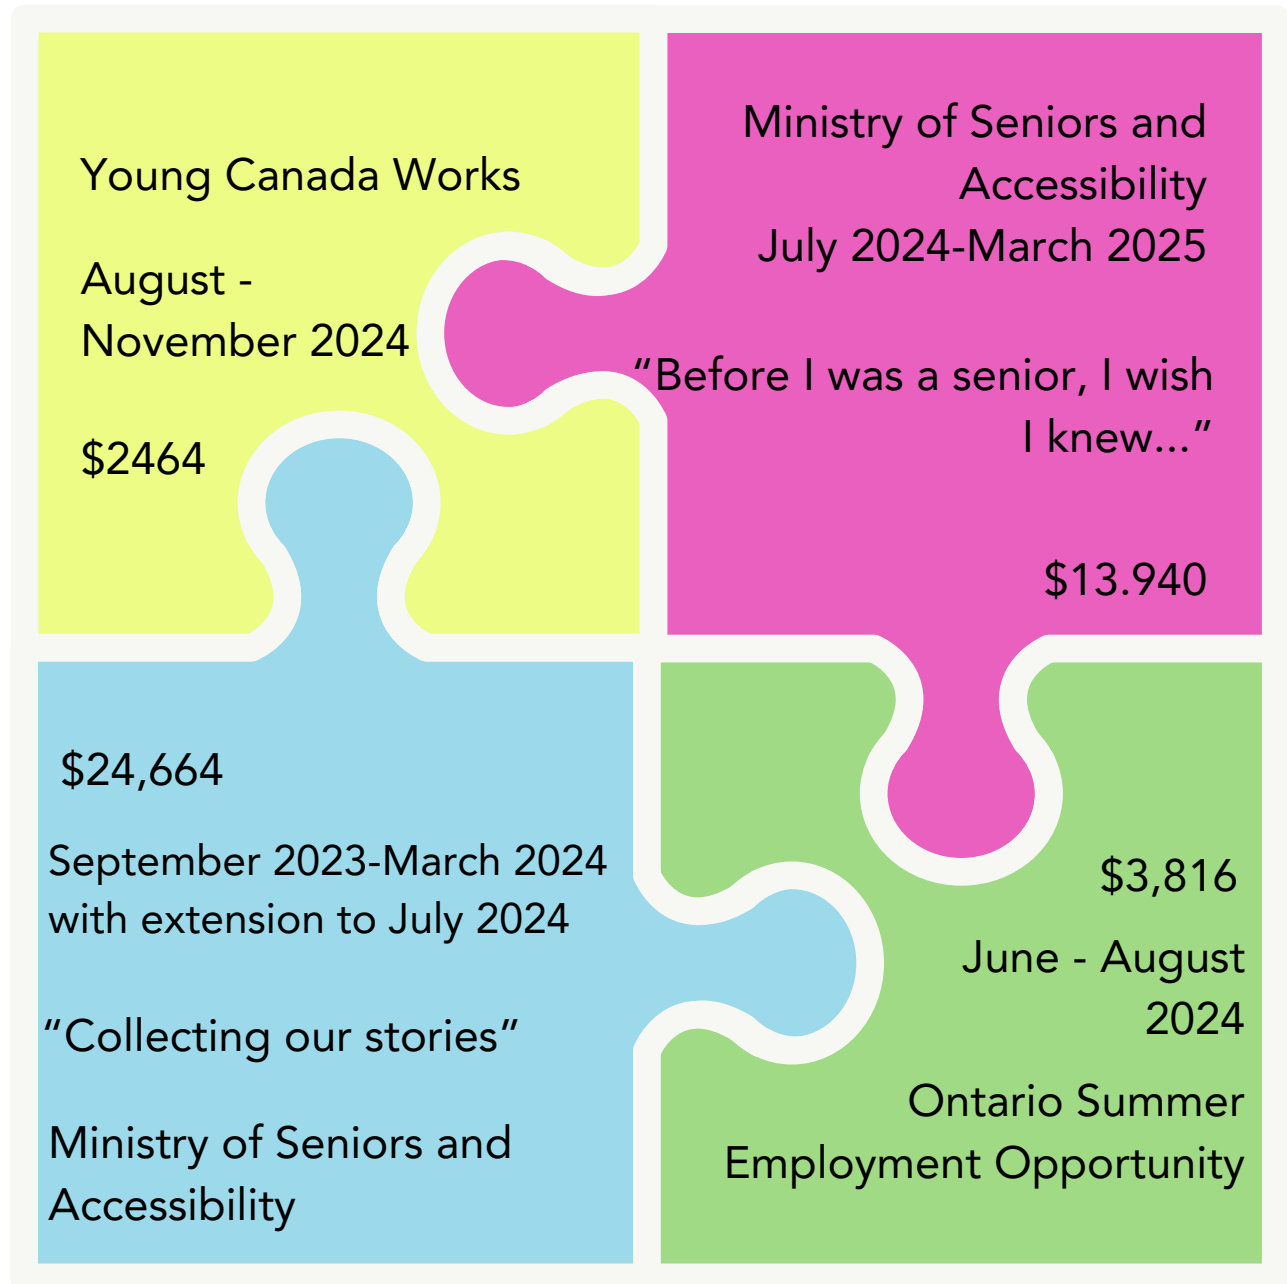 Young Canada Works
August -
November 2024
$2464
Ministry of Seniors and
Accessibility
July 2024-March 2025
“Before I was a senior, I wish
I knew...”
$13.940
$24,664
September 2023-March 2024
with extension to July 2024
“Collecting our stories”
Ministry of Seniors and
Accessibility
$3,816
June - August
2024
Ontario Summer
Employment Opportunity